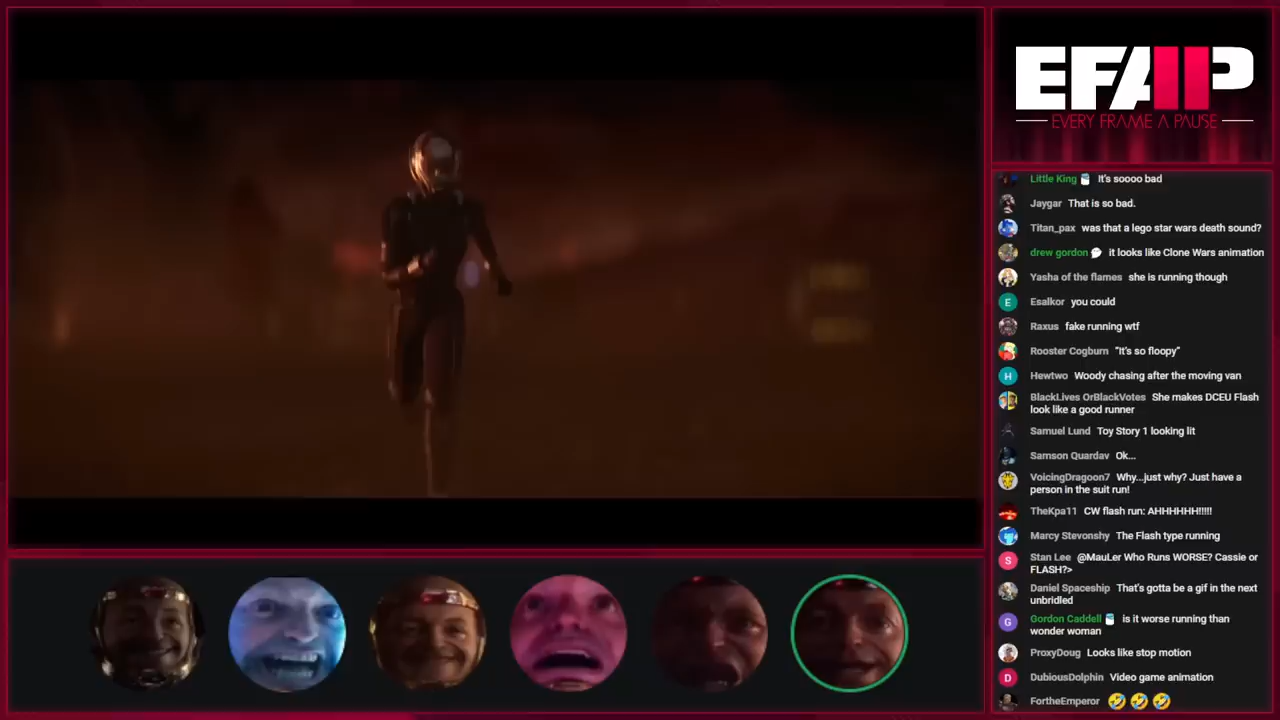 EFAP
EVERY FRAME A PAUSE
Little King It's soooo bad
Jaygar That is so bad.
Titan_pax was that a lego star wars death sound?
drew gordon it looks like Clone Wars animation
Yasha of the flames she is running though
E Esalkor you could
Raxus fake running wtf
Rooster Cogburn "It's so floopy"
H Hewtwo Woody chasing after the moving van
BlackLives OrBlackVotes She makes DCEU Flash
look like a good runner
Samuel Lund Toy Story 1 looking lit
Samson Quardav Ok...
VoicingDragoon7 Why...just why? Just have a
person in the suit run!
TheKpa11 CW flash run: AHHHHHH!!!!!
Marcy Stevonshy The Flash type running
S Stan Lee @MauLer Who Runs WORSE? Cassie or
FLASH?>
Daniel Spaceship That's gotta be a gif in the next
unbridled
G Gordon Caddell is it worse running than
wonder woman
ProxyDoug Looks like stop motion
D DubiousDolphin Video game animation
FortheEmperor 🤣 🤣 🤣